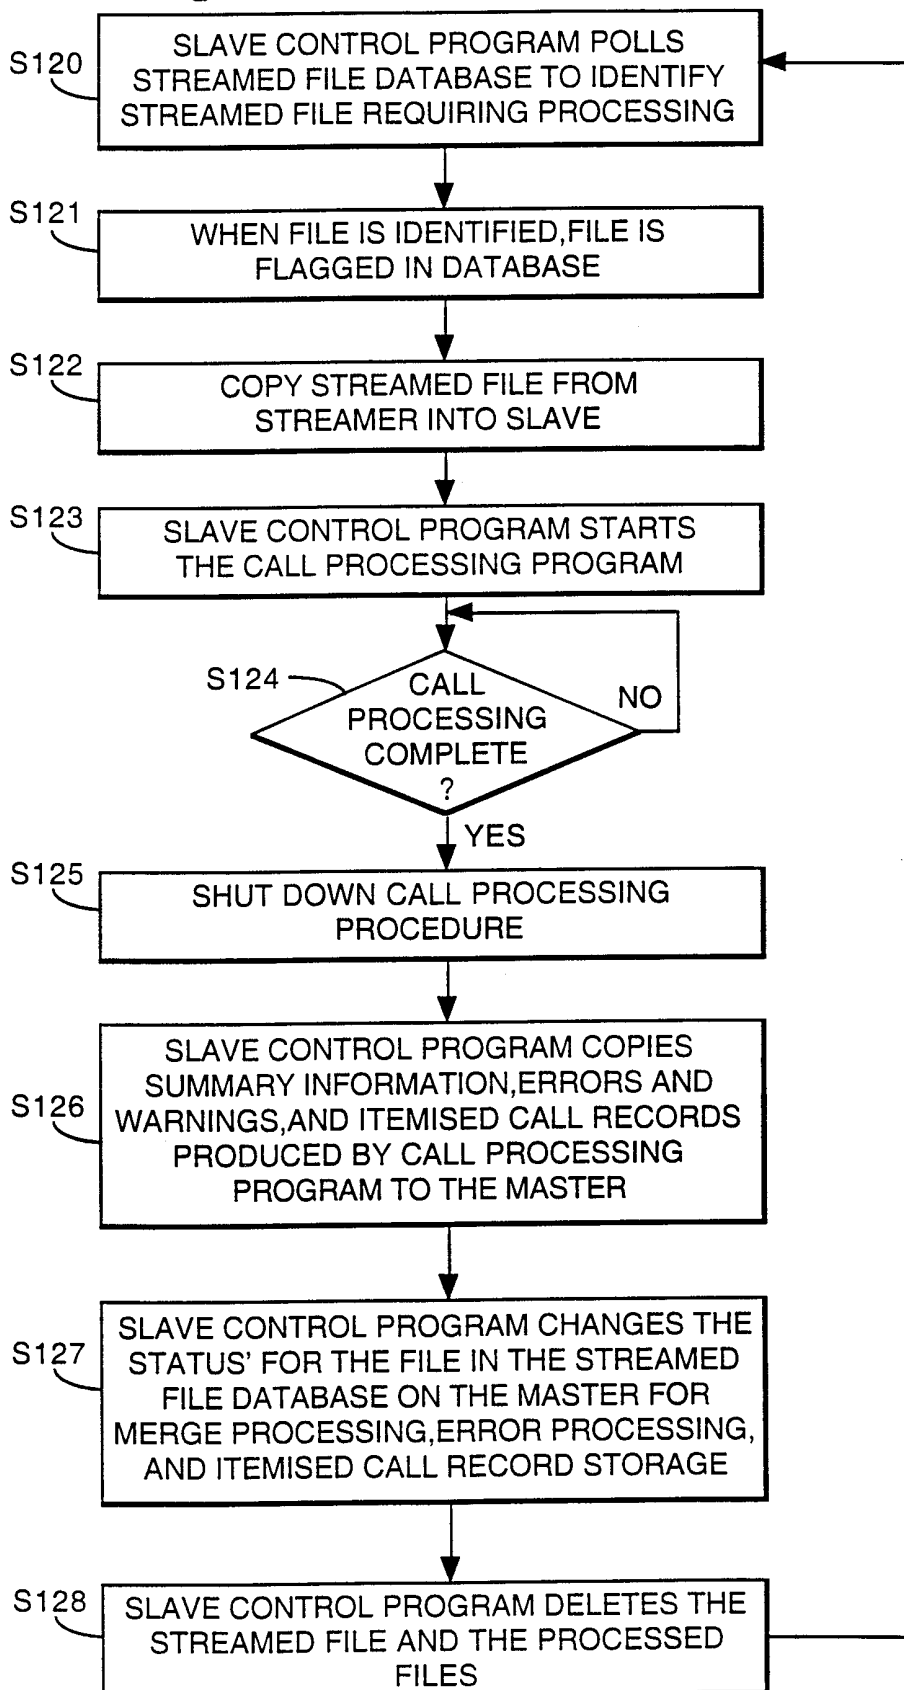 S120
SLAVE CONTROL PROGRAM POLLS
STREAMED FILE DATABASE TO IDENTIFY
STREAMED FILE REQUIRING PROCESSING
S121
WHEN FILE IS IDENTIFIED,FILE IS
FLAGGED IN DATABASE
S122
COPY STREAMED FILE FROM
STREAMER INTO SLAVE
S123
SLAVE CONTROL PROGRAM STARTS
THE CALL PROCESSING PROGRAM
S124
CALL
PROCESSING
COMPLETE
?
NO
YES
S125
SHUT DOWN CALL PROCESSING
PROCEDURE
S126
SLAVE CONTROL PROGRAM COPIES
SUMMARY INFORMATION,ERRORS AND
WARNINGS,AND ITEMISED CALL RECORDS
PRODUCED BY CALL PROCESSING
PROGRAM TO THE MASTER
S127
SLAVE CONTROL PROGRAM CHANGES THE
STATUS' FOR THE FILE IN THE STREAMED
FILE DATABASE ON THE MASTER FOR
MERGE PROCESSING,ERROR PROCESSING,
AND ITEMISED CALL RECORD STORAGE
S128
SLAVE CONTROL PROGRAM DELETES THE
STREAMED FILE AND THE PROCESSED
FILES